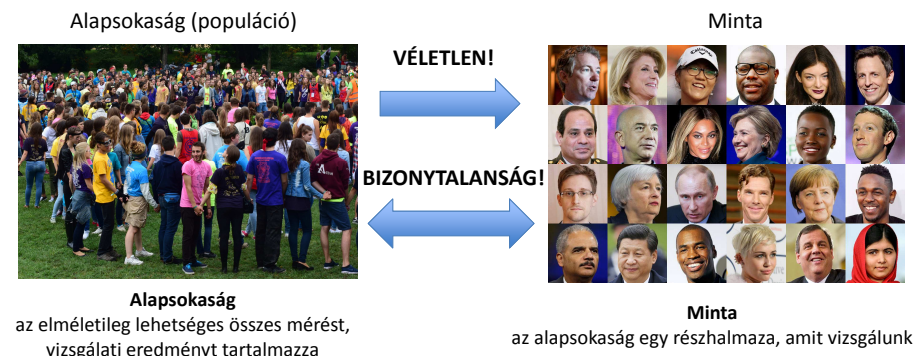 Alapsokaság (populáció)
Minta
VÉLETLEN!
BIZONYTALANSÁG!
Alapsokaság
az elméletileg lehetséges összes mérést,
vizsgálati eredményt tartalmazza
Minta
az alapsokaság egy részhalmaza, amit vizsgálunk